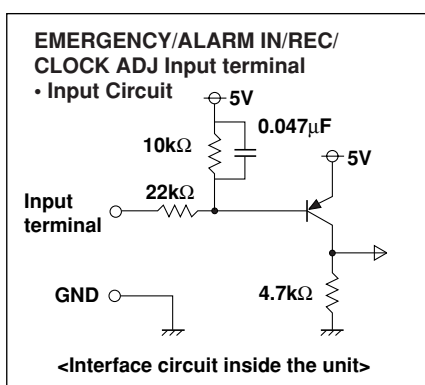 EMERGENCY/ALARM IN/REC/
CLOCK ADJ Input terminal
• Input Circuit
5V
0.047µF
10kΩ
5V
Input
terminal
22kΩ
GND
4.7kΩ
<Interface circuit inside the unit>